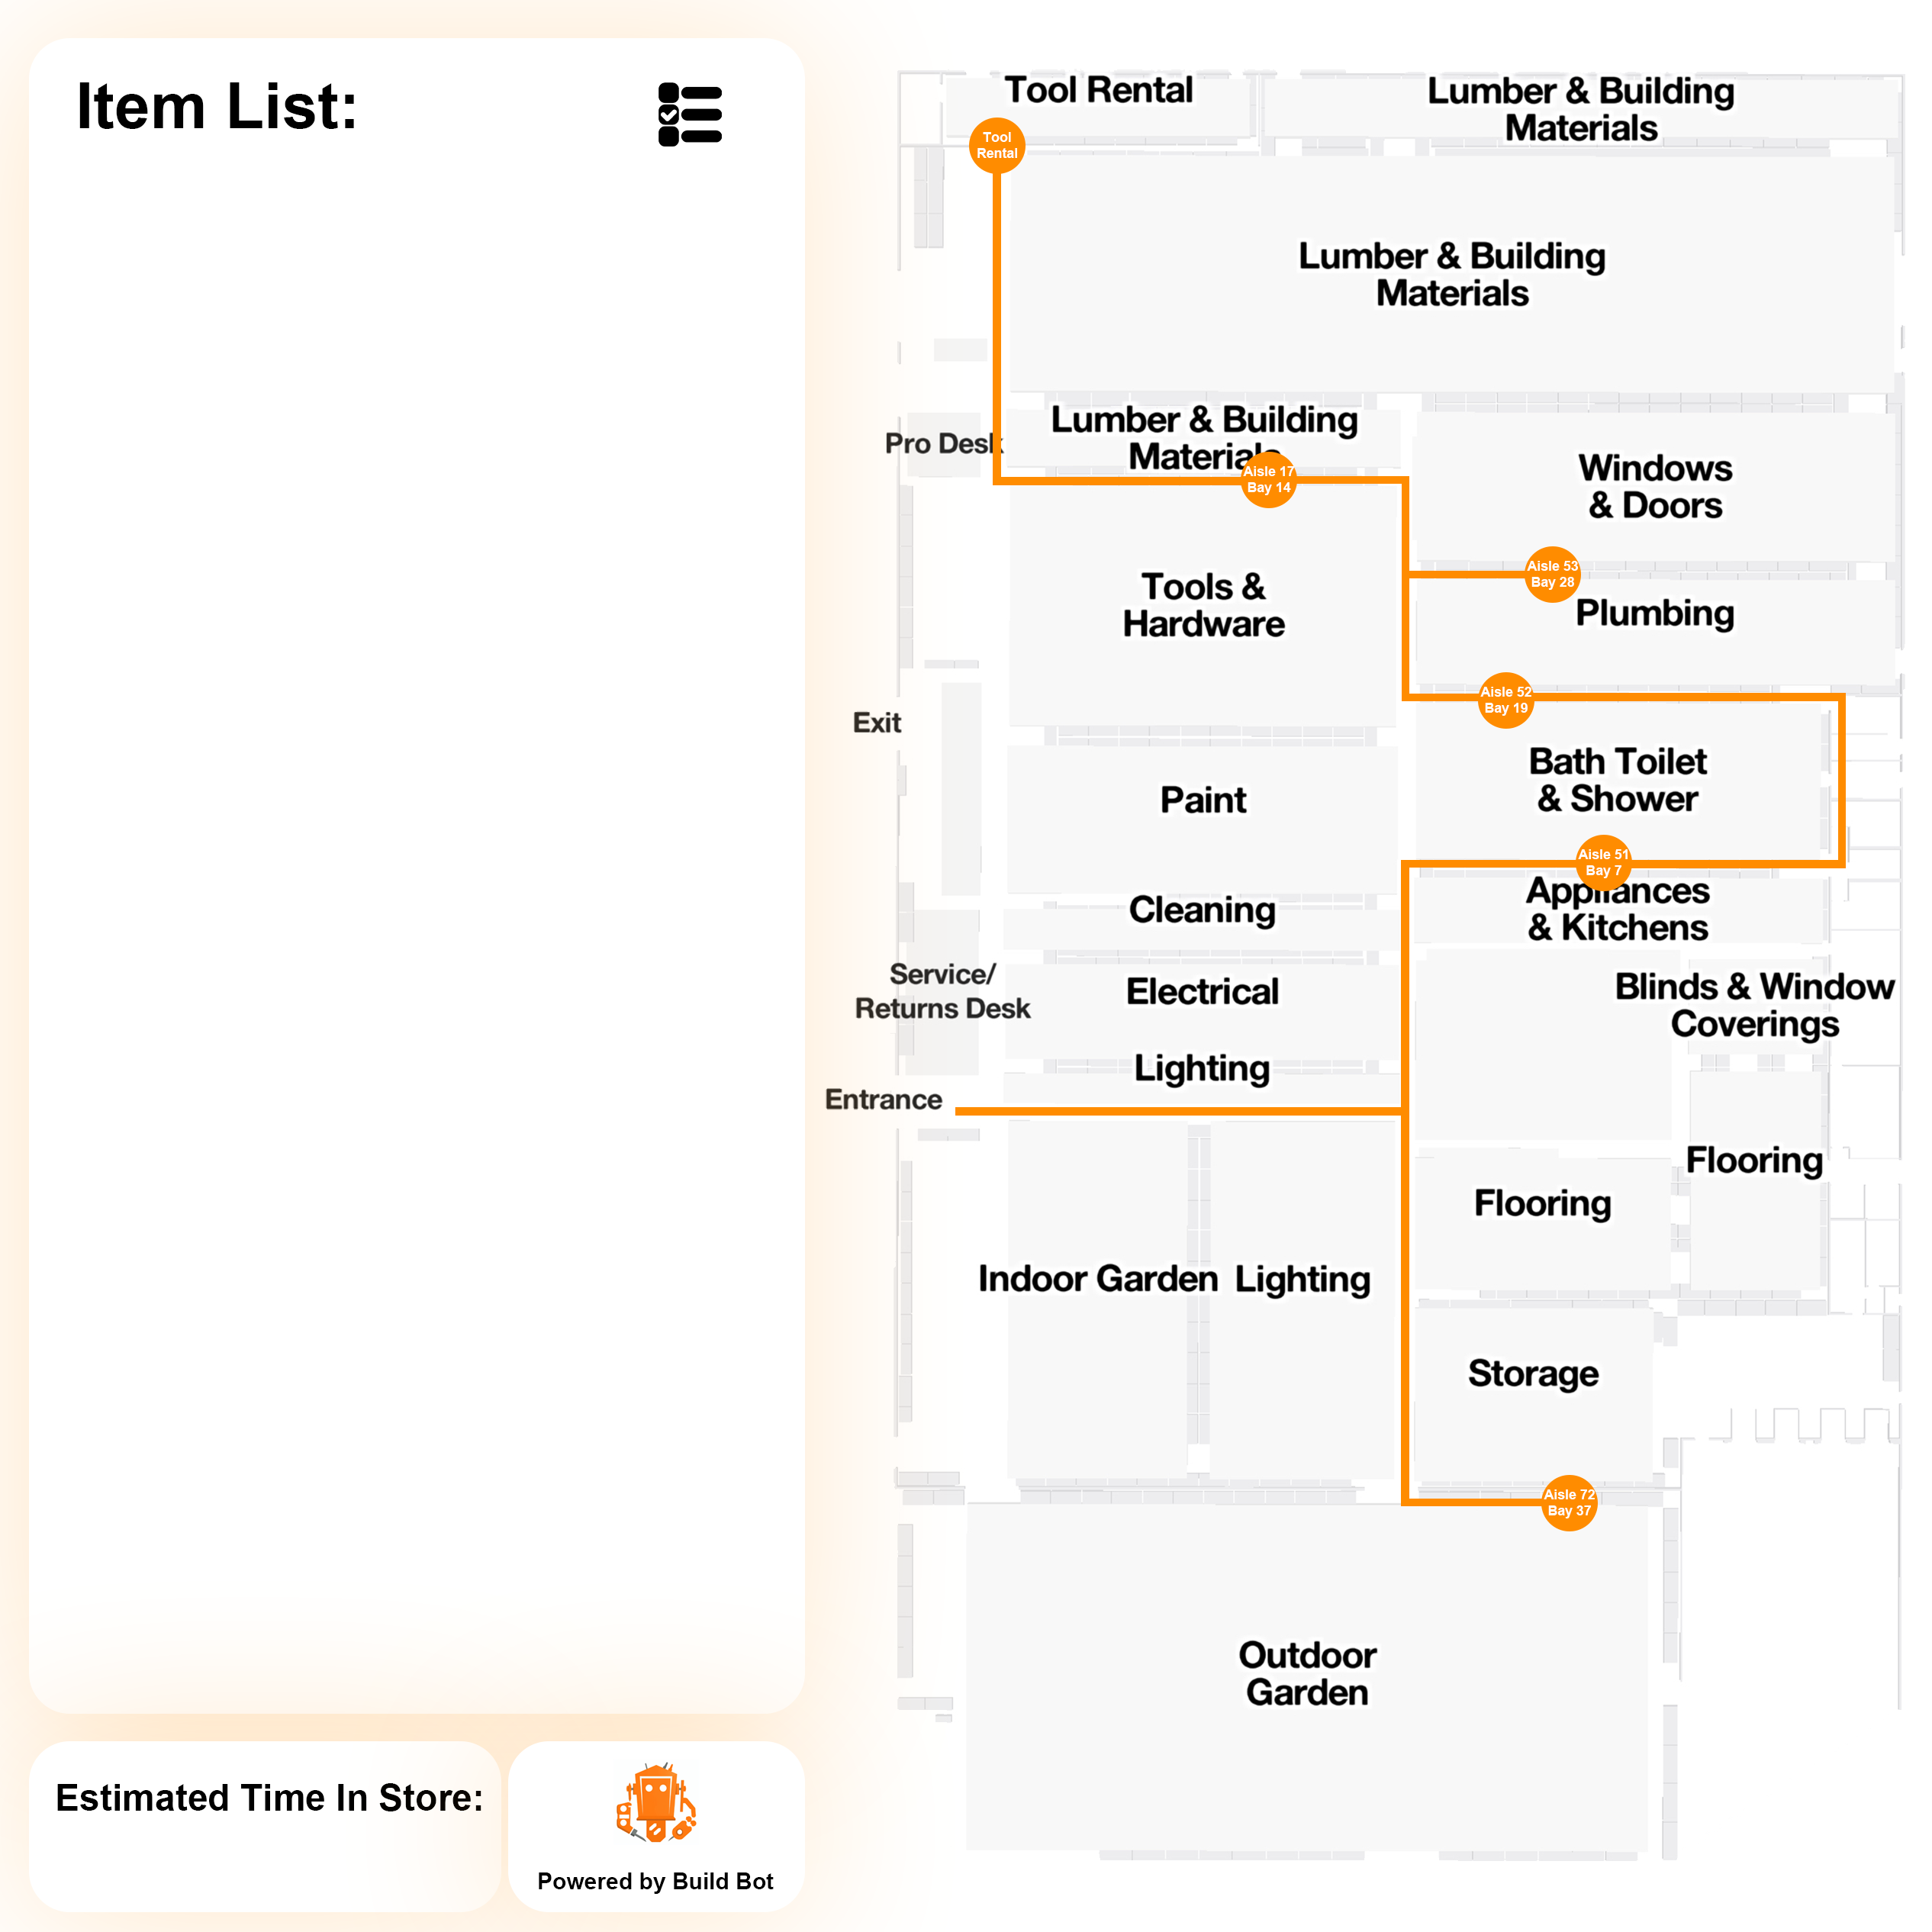 Item List:
Tool Rental
Lumber & Building
Materials
Tool
Rental
Lumber & Building
Materials
Pro Desk
Lumber & Building
Materials
Aisle 17
Bay 14
Windows
& Doors
Aisle 53
Bay 28
Tools &
Hardware
Plumbing
Aisle 52
Bay 19
Exit
Bath Toilet
& Shower
Paint
Aisle 51
Bay 7
Appliances
& Kitchens
Cleaning
Service/
Returns Desk
Electrical
Blinds & Window
Coverings
Lighting
Entrance
Flooring
Flooring
Indoor Garden
Lighting
Storage
Aisle 72
Bay 37
Outdoor
Garden
Estimated Time In Store:
Powered by Build Bot